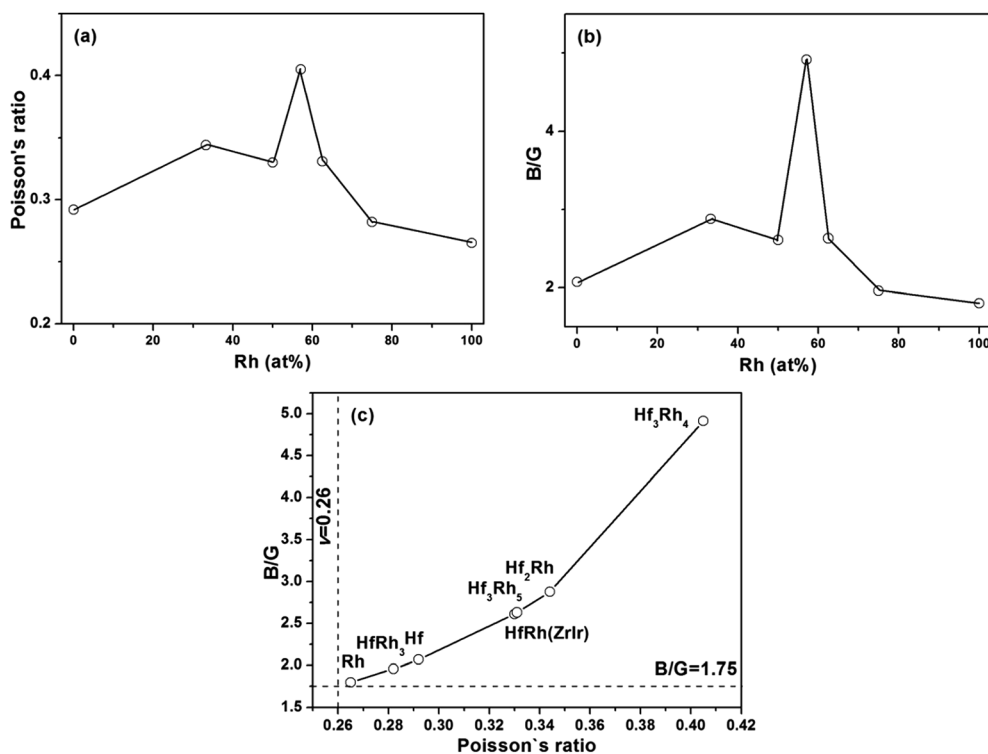 (a)
Poisson's ratio
0.4
0.3
0.2
0 20 40 60 80 100
Rh (at%)
(b)
B/G
4
2
0 20 40 60 80 100
Rh (at%)
(c)
B/G
5.0
4.5
4.0
3.5
3.0
2.5
2.0
1.5
ν=0.26
Hf₃Rh₄
Hf₂Rh
Hf₃Rh₅
HfRh(ZrIr)
HfRh₃ Hf
Rh
B/G=1.75
0.26 0.28 0.30 0.32 0.34 0.36 0.38 0.40 0.42
Poisson`s ratio